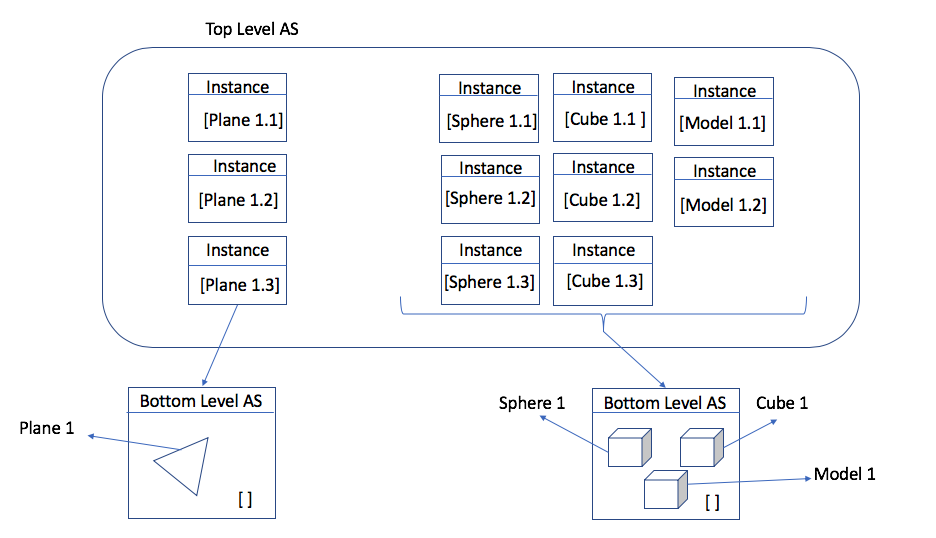 Top Level AS
Instance
[Plane 1.1]
Instance
[Plane 1.2]
Instance
[Plane 1.3]
Instance
[Sphere 1.1]
Instance
[Sphere 1.2]
Instance
[Sphere 1.3]
Instance
[Cube 1.1 ]
Instance
[Cube 1.2]
Instance
[Cube 1.3]
Instance
[Model 1.1]
Instance
[Model 1.2]
Bottom Level AS
Plane 1
[ ]
Bottom Level AS
Sphere 1
Cube 1
Model 1
[ ]